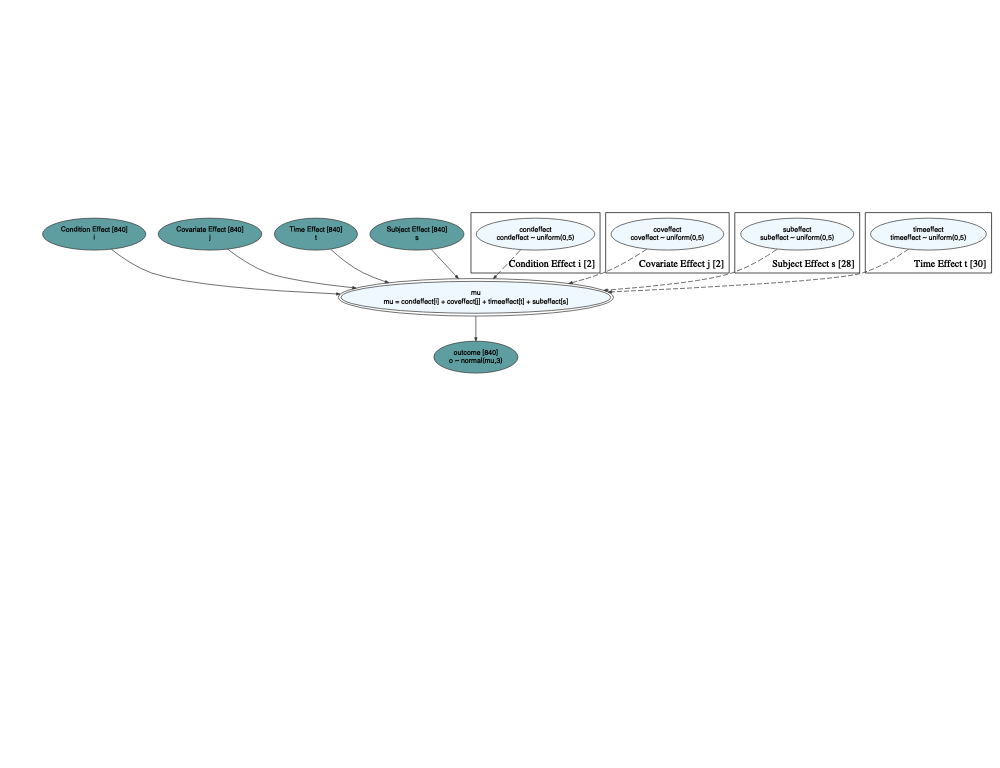 Condition Effect [840]
i
Covariate Effect [840]
j
Time Effect [840]
t
Subject Effect [840]
s
condeffect
condeffect ~ uniform(0,5)
Condition Effect i [2]
coveffect
coveffect ~ uniform(0,5)
Covariate Effect j [2]
subeffect
subeffect ~ uniform(0,5)
Subject Effect s [28]
timeeffect
timeeffect ~ uniform(0,5)
Time Effect t [30]
mu
mu = condeffect[i] + coveffect[j] + timeeffect[t] + subeffect[s]
outcome [840]
o ~ normal(mu,3)